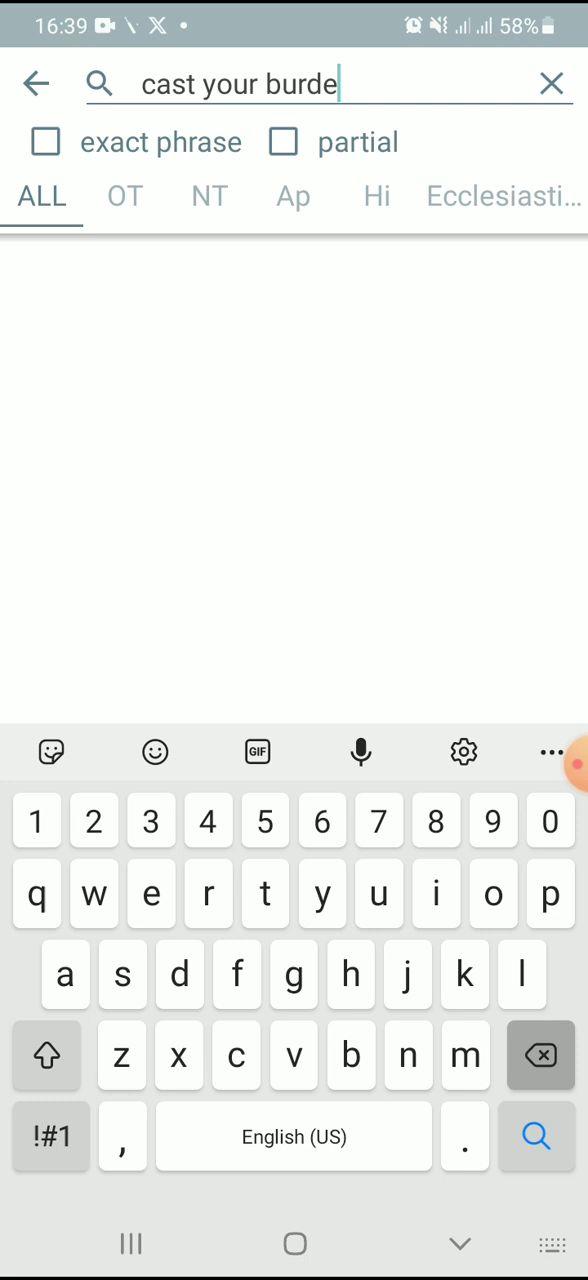 16:39 58%
cast your burde
exact phrase partial
ALL OT NT Ap Hi Ecclesiasti...
GIF
1 2 3 4 5 6 7 8 9 0
q w e r t y u i o p
a s d f g h j k l
z x c v b n m
!#1 , English (US) .